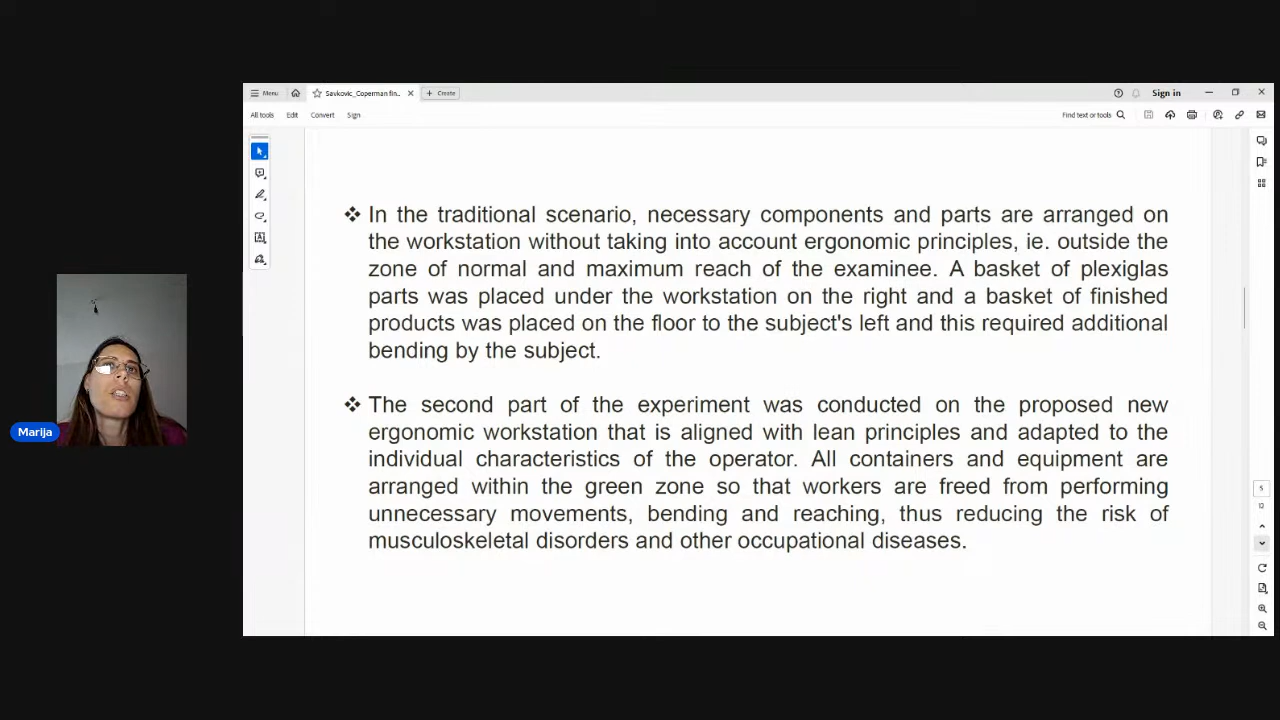 Menu
Savkovic_Coperman fin...
Create
Sign in
All tools Edit Convert Sign
Find text or tools
❖ In the traditional scenario, necessary components and parts are arranged on
the workstation without taking into account ergonomic principles, ie. outside the
zone of normal and maximum reach of the examinee. A basket of plexiglas
parts was placed under the workstation on the right and a basket of finished
products was placed on the floor to the subject's left and this required additional
bending by the subject.
❖ The second part of the experiment was conducted on the proposed new
ergonomic workstation that is aligned with lean principles and adapted to the
individual characteristics of the operator. All containers and equipment are
arranged within the green zone so that workers are freed from performing
unnecessary movements, bending and reaching, thus reducing the risk of
musculoskeletal disorders and other occupational diseases.
Marija
5